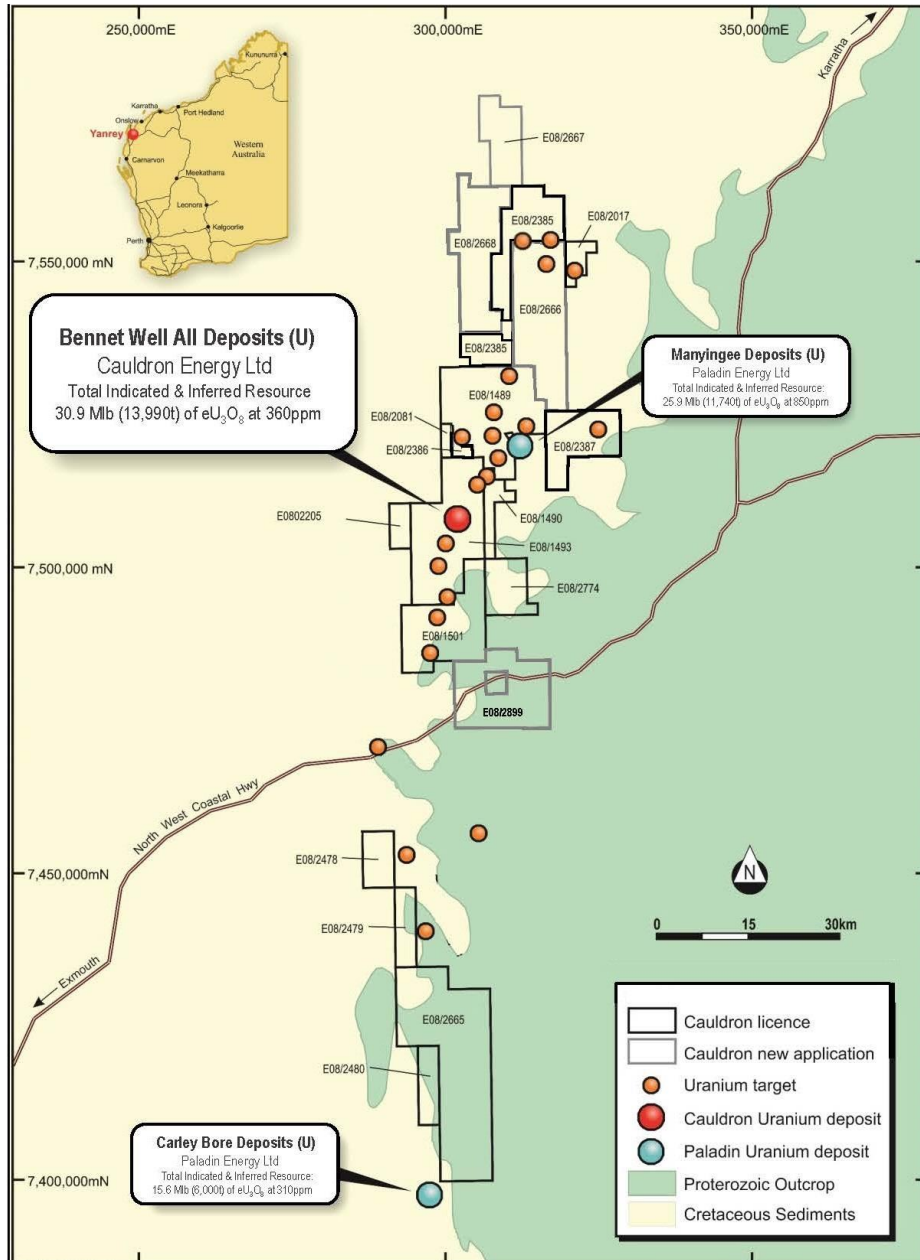 250,000mE
300,000mE
350,000mE
Karratha
Kununurra
Karratha
Port Hedland
Onslow
Yanrey
Western
Australia
Carnarvon
Meekatharra
Leonora
Kalgoorlie
Perth
E08/2667
E08/2385
E08/2017
E08/2668
7,550,000 mN
E08/2666
Bennet Well All Deposits (U)
Cauldron Energy Ltd
Total Indicated & Inferred Resource
30.9 Mlb (13,990t) of eU₃O₈ at 360ppm
E08/2385
Manyingee Deposits (U)
Paladin Energy Ltd
Total Indicated & Inferred Resource:
25.9 Mlb (11,740t) of eU₃O₈ at 850ppm
E08/1489
E08/2081
E08/2386
E08/2387
E0802205
E08/1490
E08/1493
7,500,000 mN
E08/2774
E08/1501
E08/2899
North West Coastal Hwy
E08/2478
7,450,000mN
N
E08/2479
0 15 30km
Exmouth
E08/2665
E08/2480
Cauldron licence
Cauldron new application
Uranium target
Cauldron Uranium deposit
Paladin Uranium deposit
Proterozoic Outcrop
Cretaceous Sediments
Carley Bore Deposits (U)
Paladin Energy Ltd
Total Indicated & Inferred Resource:
15.6 Mlb (6,000t) of eU₃O₈ at 310ppm
7,400,000 mN